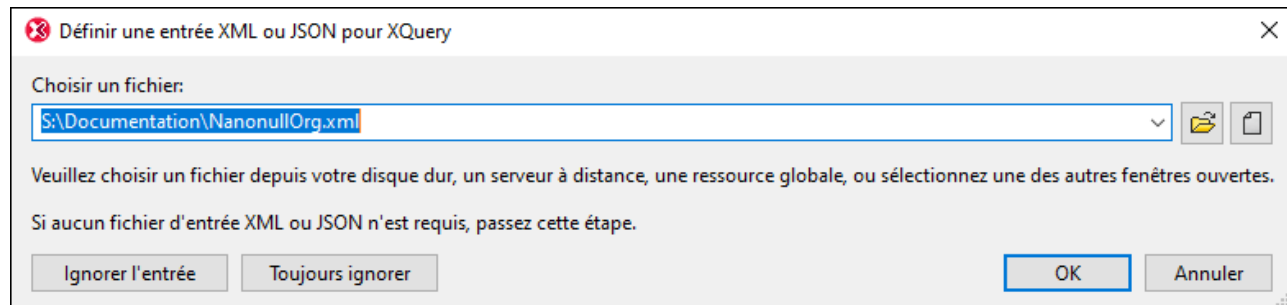 Définir une entrée XML ou JSON pour XQuery
Choisir un fichier:
S:\Documentation\NanonullOrg.xml
Veuillez choisir un fichier depuis votre disque dur, un serveur à distance, une ressource globale, ou sélectionnez une des autres fenêtres ouvertes.
Si aucun fichier d'entrée XML ou JSON n'est requis, passez cette étape.
Ignorer l'entrée Toujours ignorer OK Annuler